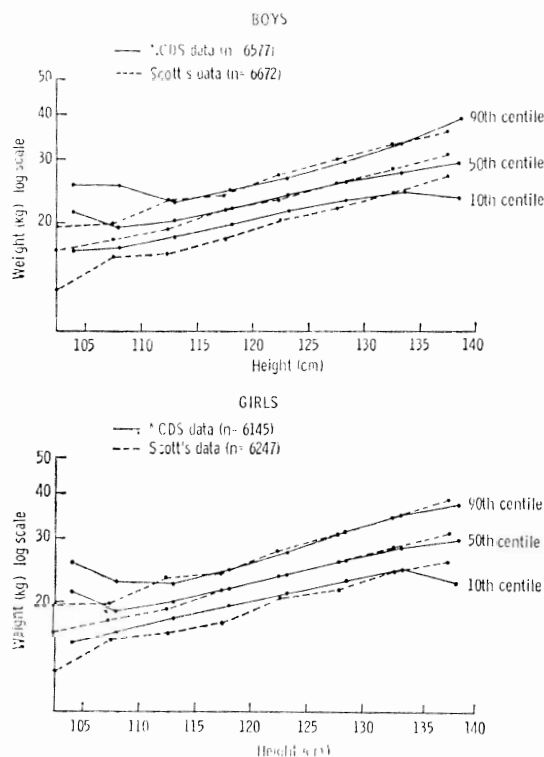 BOYS
N.CDS data (n= 6577)
Scott's data (n= 6672)
50
40
30
20
Weight (kg) log scale
90th centile
50th centile
10th centile
105 110 115 120 125 130 135 140
Height (cm)
GIRLS
CDS data (n= 6145)
Scott's data (n= 6247)
50
40
30
20
Weight (kg) log scale
90th centile
50th centile
10th centile
105 110 115 120 125 130 135 140
Height (cm)